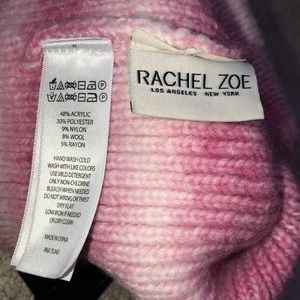 48% ACRYLIC
30% POLYESTER
9% NYLON
8% WOOL
5% RAYON
HAND WASH COLD
WASH WITH LIKE COLORS
USE MILD DETERGENT
ONLY NON-CHLORINE
BLEACH WHEN NEEDED
DO NOT WRING OR TWIST
DRY FLAT
LOW IRON IF NEEDED
OR DRY CLEAN
MADE IN CHINA
RACHEL ZOE
LOS ANGELES NEW YORK